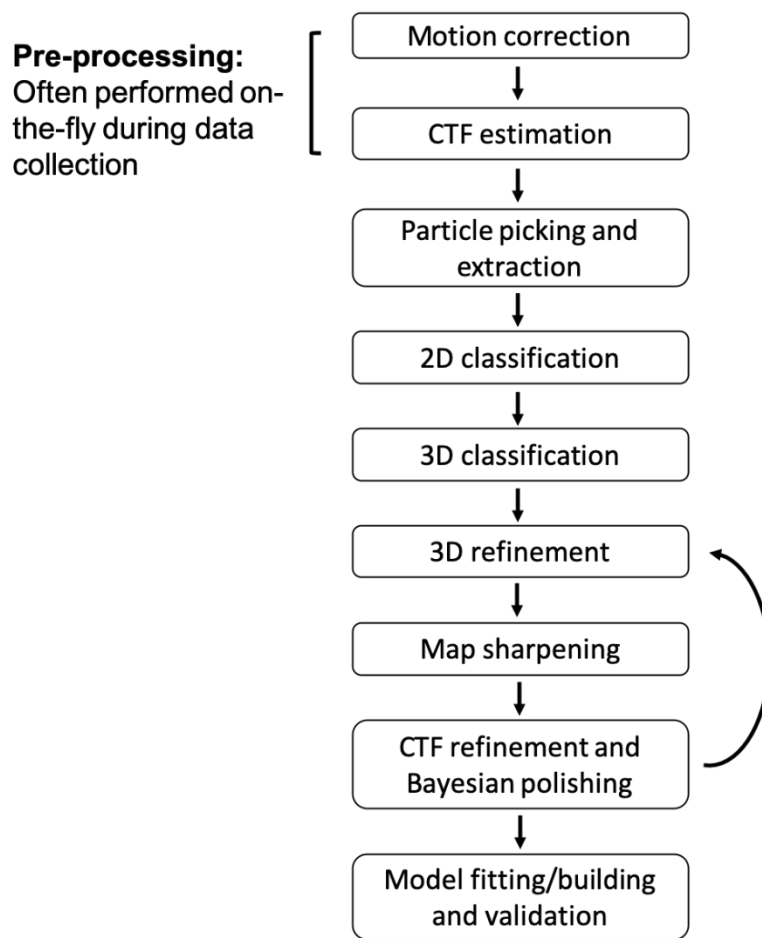 Pre-processing:
Often performed on-
the-fly during data
collection
Motion correction
CTF estimation
Particle picking and
extraction
2D classification
3D classification
3D refinement
Map sharpening
CTF refinement and
Bayesian polishing
Model fitting/building
and validation